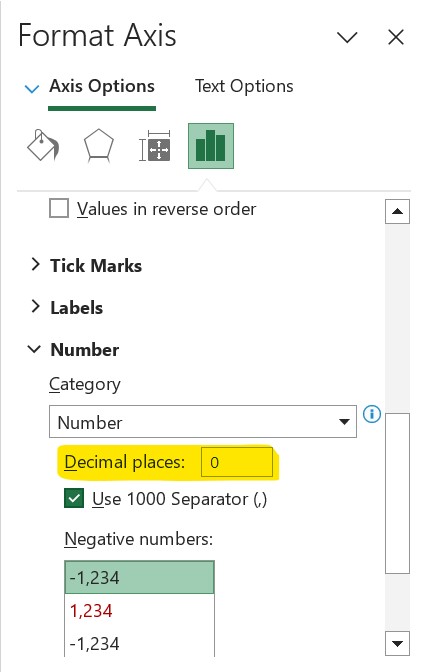 Format Axis
Axis Options Text Options
Values in reverse order
Tick Marks
Labels
Number
Category
Number
Decimal places: 0
Use 1000 Separator (,)
Negative numbers:
-1,234
1,234
-1,234